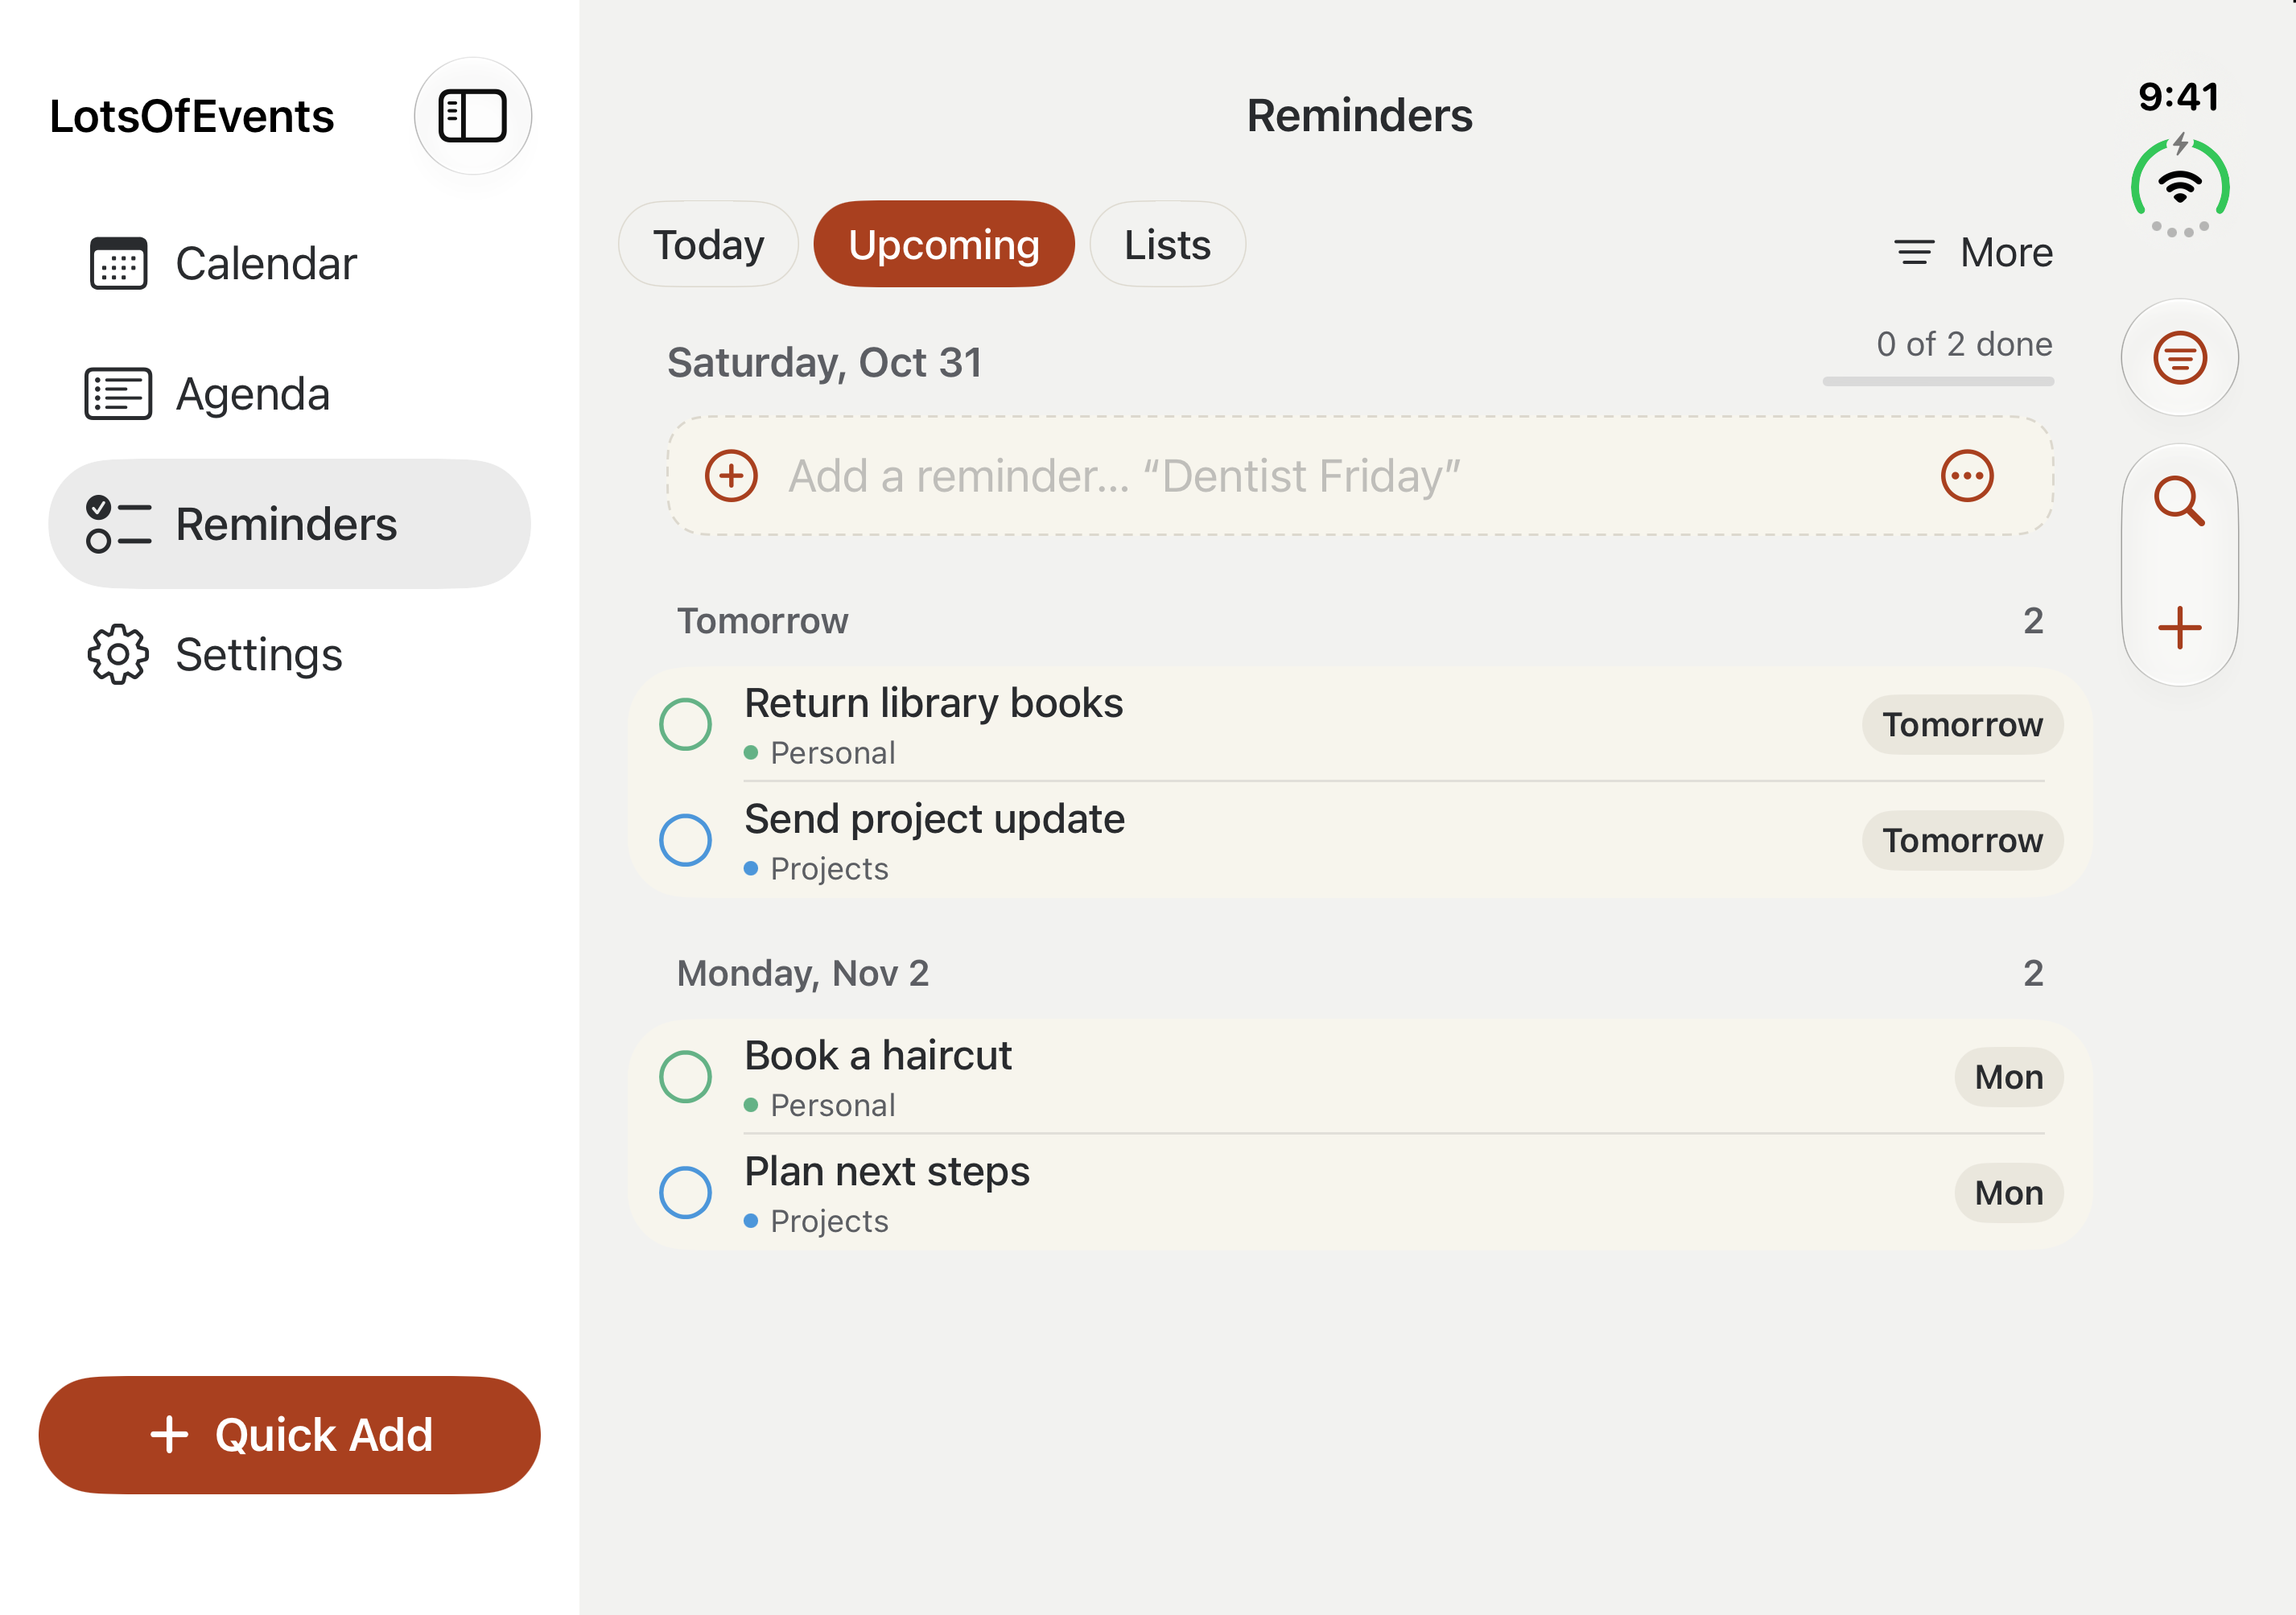 LotsOfEvents
Calendar
Agenda
Reminders
Settings
Quick Add
Reminders
9:41
Today
Upcoming
Lists
More
Saturday, Oct 31
0 of 2 done
Add a reminder... “Dentist Friday”
Tomorrow 2
Return library books
Personal
Tomorrow
Send project update
Projects
Tomorrow
Monday, Nov 2 2
Book a haircut
Personal
Mon
Plan next steps
Projects
Mon